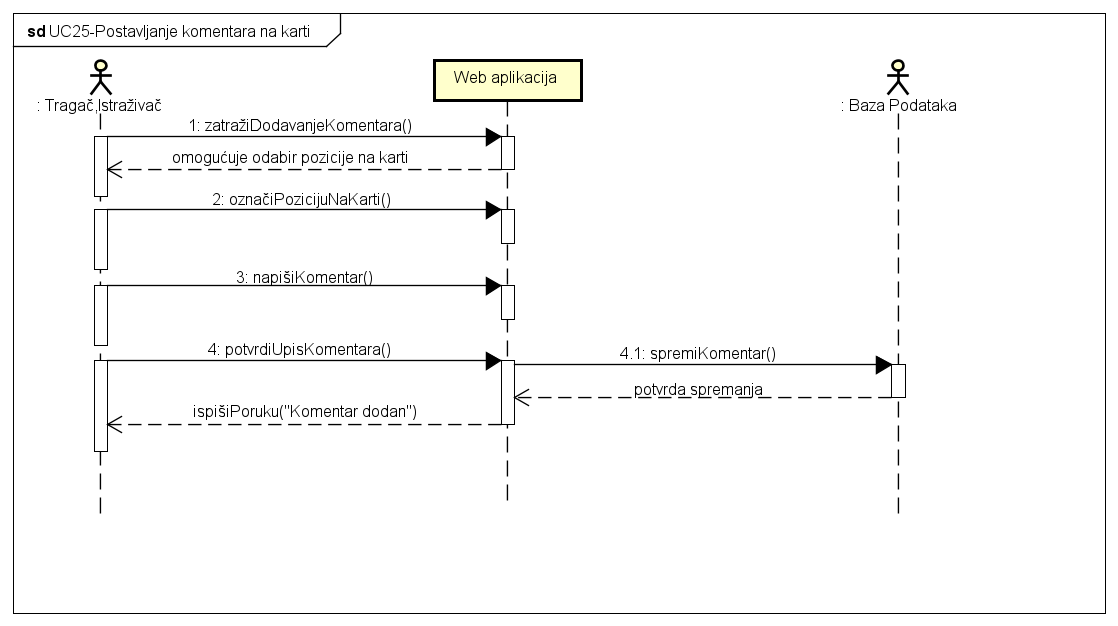 sd UC25-Postavljanje komentara na karti
: Tragač,Istraživač
Web aplikacija
: Baza Podataka
1: zatražiDodavanjeKomentara()
omogućuje odabir pozicije na karti
2: označiPozicijuNaKarti()
3: napišiKomentar()
4: potvrdiUpisKomentara()
4.1: spremiKomentar()
potvrda spremanja
ispišiPoruku("Komentar dodan")